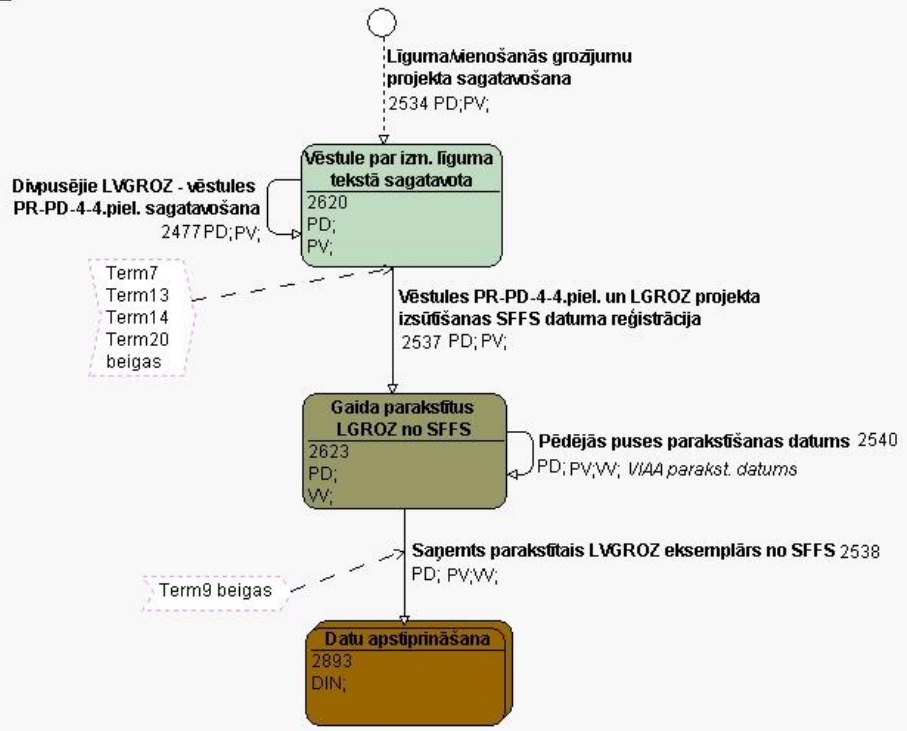 Līguma/vienošanās grozījumu
projekta sagatavošana
2534 PD;PV;
Vēstule par izm. līguma
tekstā sagatavota
2620
PD;
PV;
Divpusējie LVGROZ - vēstules
PR-PD-4-4.piel. sagatavošana
2477 PD; PV;
Term7
Term13
Term14
Term20
beigas
Vēstules PR-PD-4-4.piel. un LGROZ projekta
izsūtīšanas SFFS datuma reģistrācija
2537 PD; PV;
Gaida parakstītus
LGROZ no SFFS
2623
PD;
VV;
Pēdējās puses parakstīšanas datums 2540
PD; PV;VV; VIAA parakst. datums
Saņemts parakstītais LVGROZ eksemplārs no SFFS 2538
PD; PV;VV;
Term9 beigas
Datu apstiprināšana
2893
DIN;